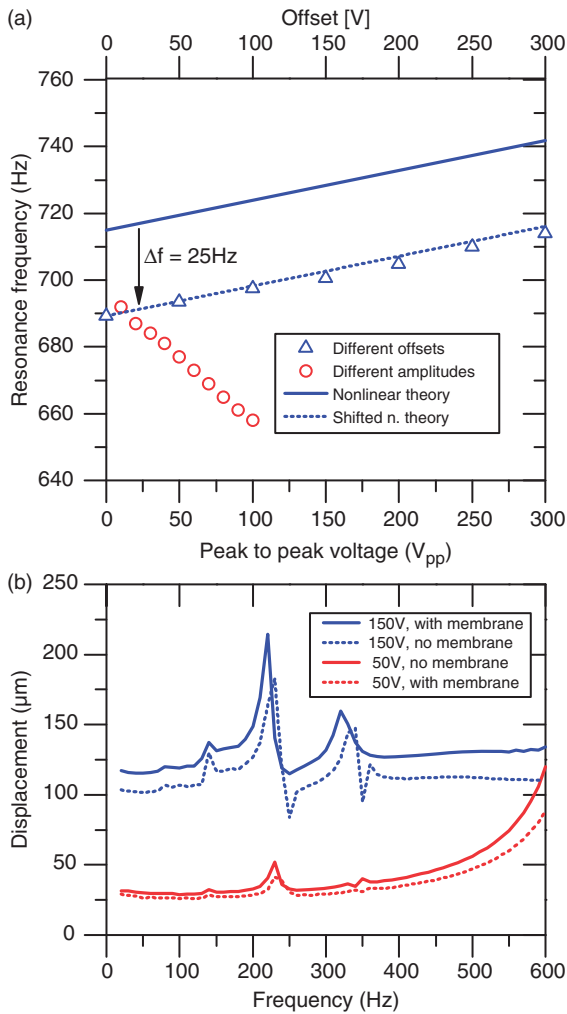 (a)
Offset [V]
0 50 100 150 200 250 300
760
740
720
700
680
660
640
Resonance frequency (Hz)
Δf = 25Hz
Different offsets
Different amplitudes
Nonlinear theory
Shifted n. theory
0 50 100 150 200 250 300
Peak to peak voltage (Vpp)
(b)
250
200
150
100
50
0
Displacement (μm)
150V, with membrane
150V, no membrane
50V, no membrane
50V, with membrane
0 100 200 300 400 500 600
Frequency (Hz)